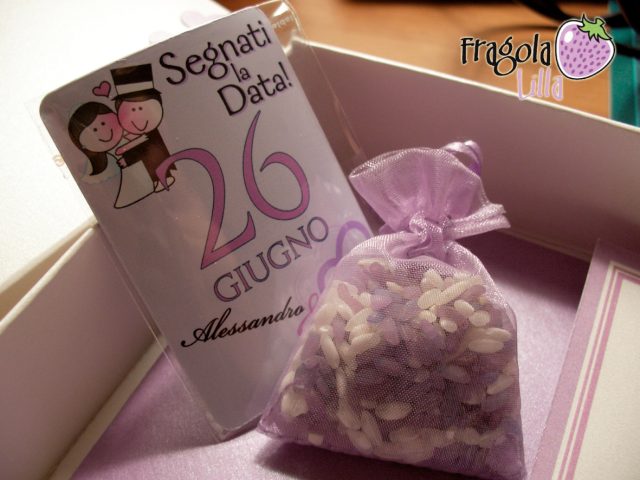 Segnati
la
Data!
26
GIUGNO
Alessandro
Fragola
Lilla